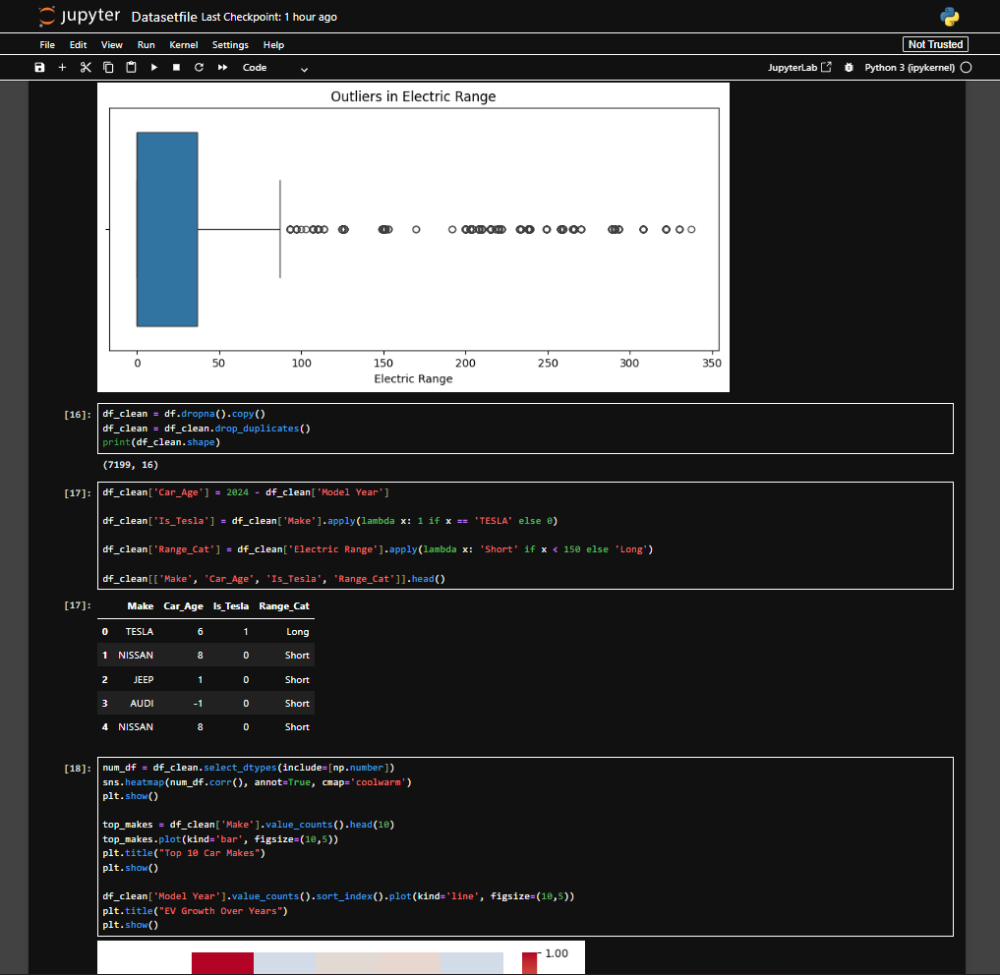 jupyter Datasetfile Last Checkpoint: 1 hour ago
File Edit View Run Kernel Settings Help
Not Trusted
Code
JupyterLab
Python 3 (ipykernel)
Outliers in Electric Range
0 50 100 150 200 250 300 350
Electric Range
[16]:
df_clean = df.dropna().copy()
df_clean = df_clean.drop_duplicates()
print(df_clean.shape)
(7199, 16)
[17]:
df_clean['Car_Age'] = 2024 - df_clean['Model Year']
df_clean['Is_Tesla'] = df_clean['Make'].apply(lambda x: 1 if x == 'TESLA' else 0)
df_clean['Range_Cat'] = df_clean['Electric Range'].apply(lambda x: 'Short' if x < 150 else 'Long')
df_clean[['Make', 'Car_Age', 'Is_Tesla', 'Range_Cat']].head()
[17]:
Make Car_Age Is_Tesla Range_Cat
0 TESLA 6 1 Long
1 NISSAN 8 0 Short
2 JEEP 1 0 Short
3 AUDI -1 0 Short
4 NISSAN 8 0 Short
[18]:
num_df = df_clean.select_dtypes(include=[np.number])
sns.heatmap(num_df.corr(), annot=True, cmap='coolwarm')
plt.show()
top_makes = df_clean['Make'].value_counts().head(10)
top_makes.plot(kind='bar', figsize=(10,5))
plt.title("Top 10 Car Makes")
plt.show()
df_clean['Model Year'].value_counts().sort_index().plot(kind='line', figsize=(10,5))
plt.title("EV Growth Over Years")
plt.show()
1.00